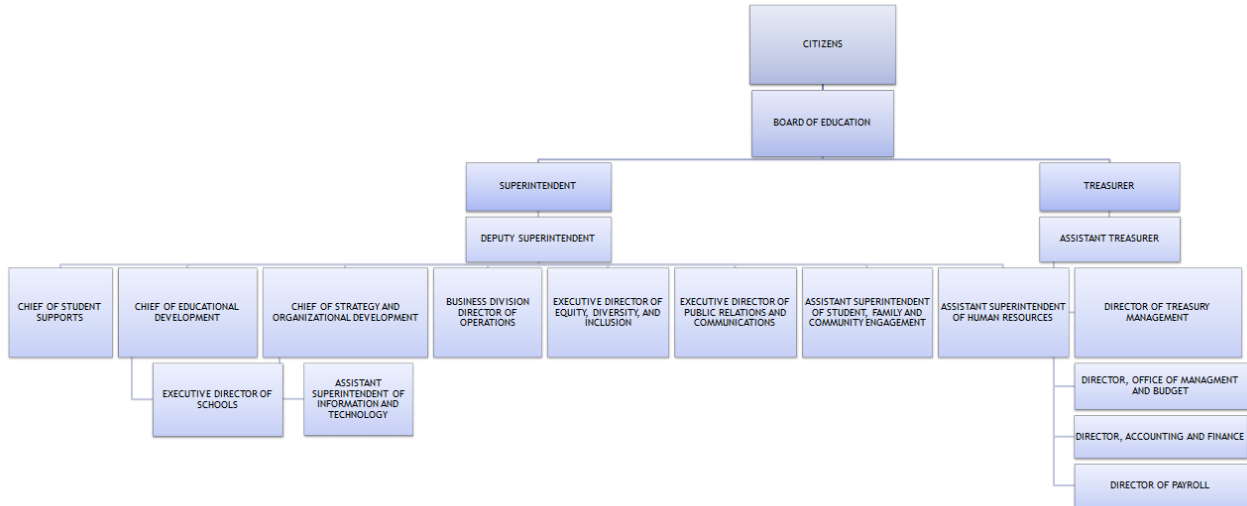 CITIZENS
BOARD OF EDUCATION
SUPERINTENDENT
TREASURER
DEPUTY SUPERINTENDENT
ASSISTANT TREASURER
CHIEF OF STUDENT
SUPPORTS
CHIEF OF EDUCATIONAL
DEVELOPMENT
CHIEF OF STRATEGY AND
ORGANIZATIONAL DEVELOPMENT
BUSINESS DIVISION
DIRECTOR OF
OPERATIONS
EXECUTIVE DIRECTOR OF
EQUITY, DIVERSITY, AND
INCLUSION
EXECUTIVE DIRECTOR OF
PUBLIC RELATIONS AND
COMMUNICATIONS
ASSISTANT SUPERINTENDENT
OF STUDENT, FAMILY AND
COMMUNITY ENGAGEMENT
ASSISTANT SUPERINTENDENT
OF HUMAN RESOURCES
DIRECTOR OF TREASURY
MANAGEMENT
EXECUTIVE DIRECTOR OF
SCHOOLS
ASSISTANT
SUPERINTENDENT OF
INFORMATION AND
TECHNOLOGY
DIRECTOR, OFFICE OF MANAGMENT
AND BUDGET
DIRECTOR, ACCOUNTING AND FINANCE
DIRECTOR OF PAYROLL